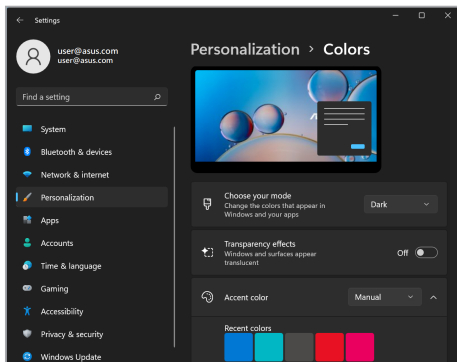 Settings
user@asus.com
user@asus.com
Find a setting
System
Bluetooth & devices
Network & internet
Personalization
Apps
Accounts
Time & language
Gaming
Accessibility
Privacy & security
Windows Update
Personalization > Colors
Choose your mode
Change the colors that appear in
Windows and your apps
Dark
Transparency effects
Windows and surfaces appear
translucent
Off
Accent color
Manual
Recent colors